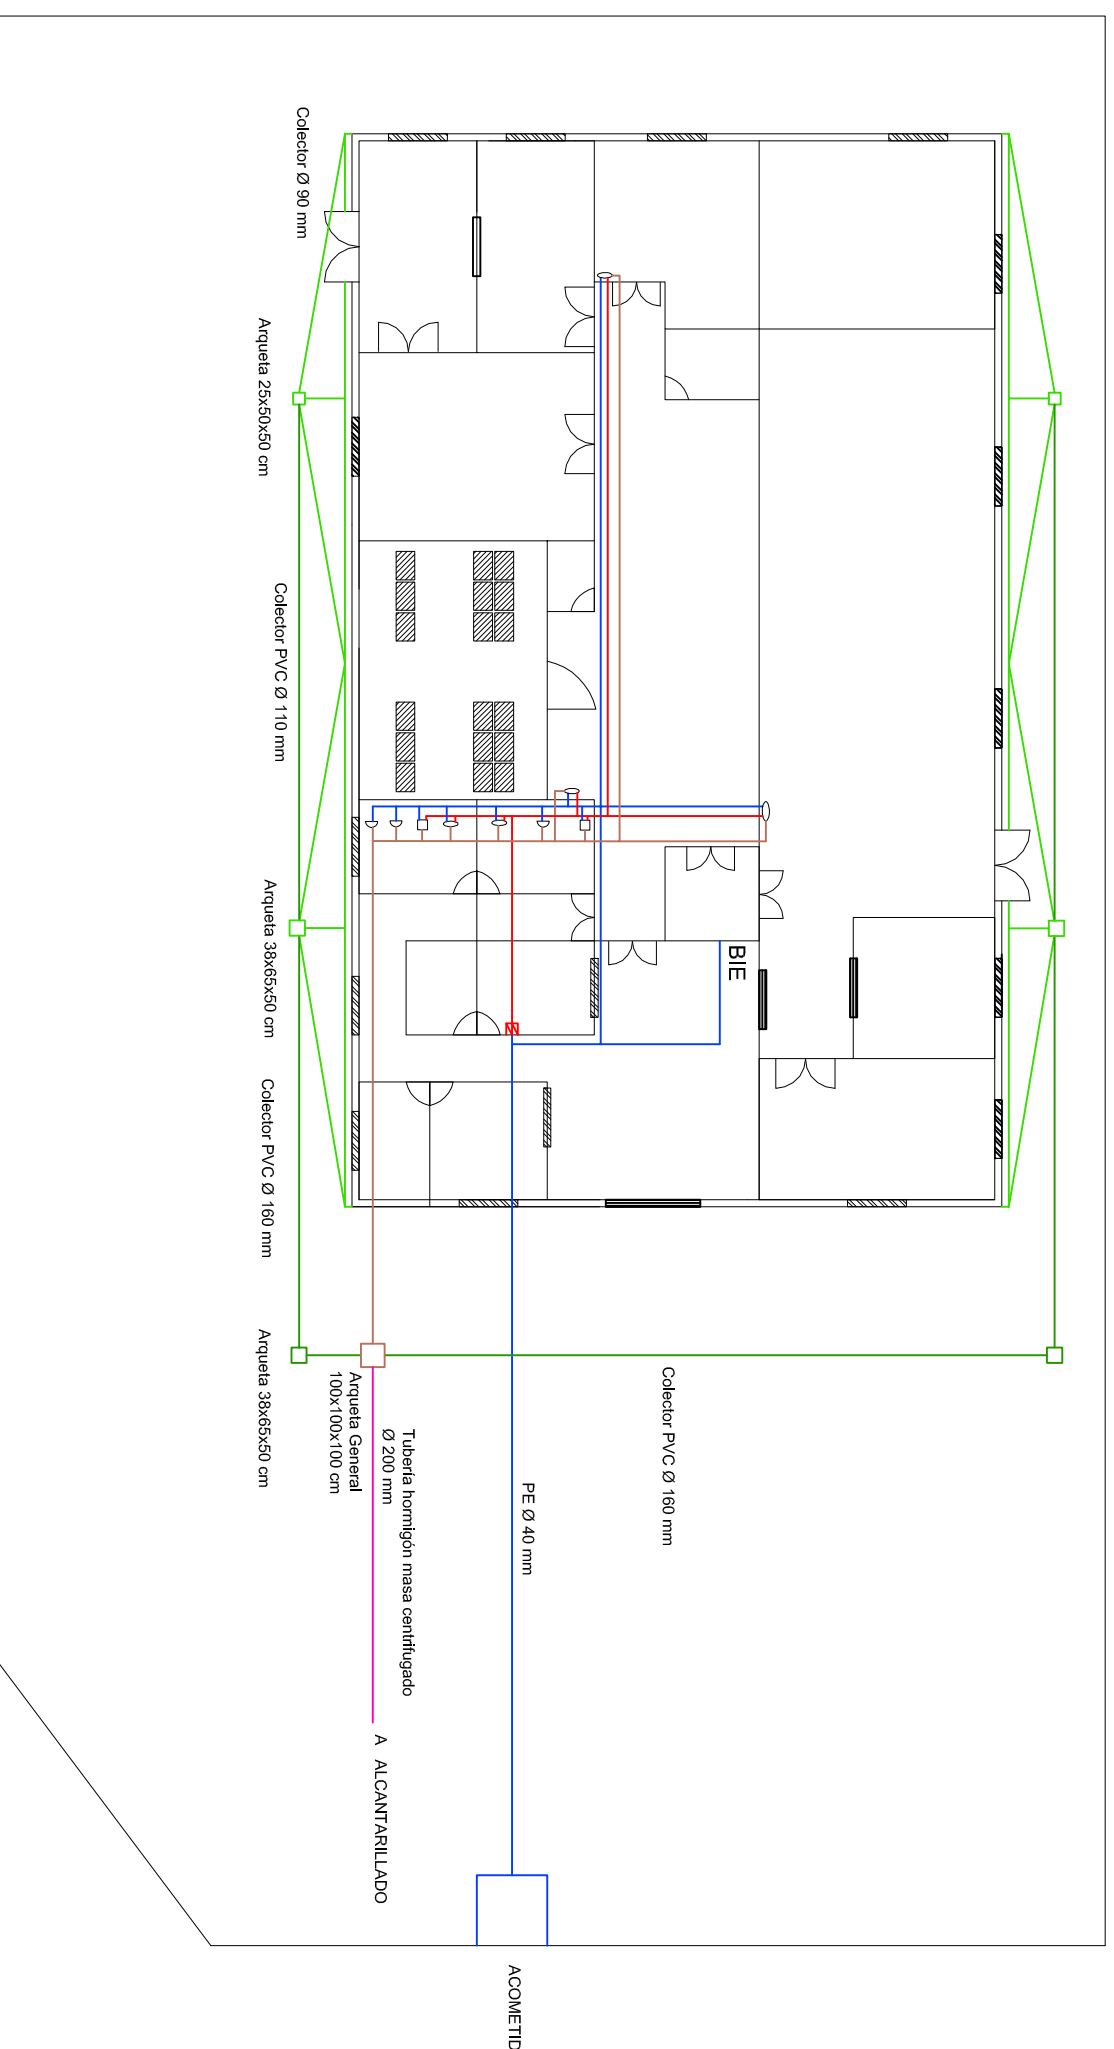 Colector Ø 90 mm
Arqueta 25x50x50 cm
Colector PVC Ø 110 mm
Arqueta 38x65x50 cm
Colector PVC Ø 160 mm
Arqueta 38x65x50 cm
BIE
Colector PVC Ø 160 mm
Arqueta General
100x100x100 cm
Tubería hormigón masa centrifugado
Ø 200 mm
PE Ø 40 mm
A ALCANTARILLADO
ACOMETID